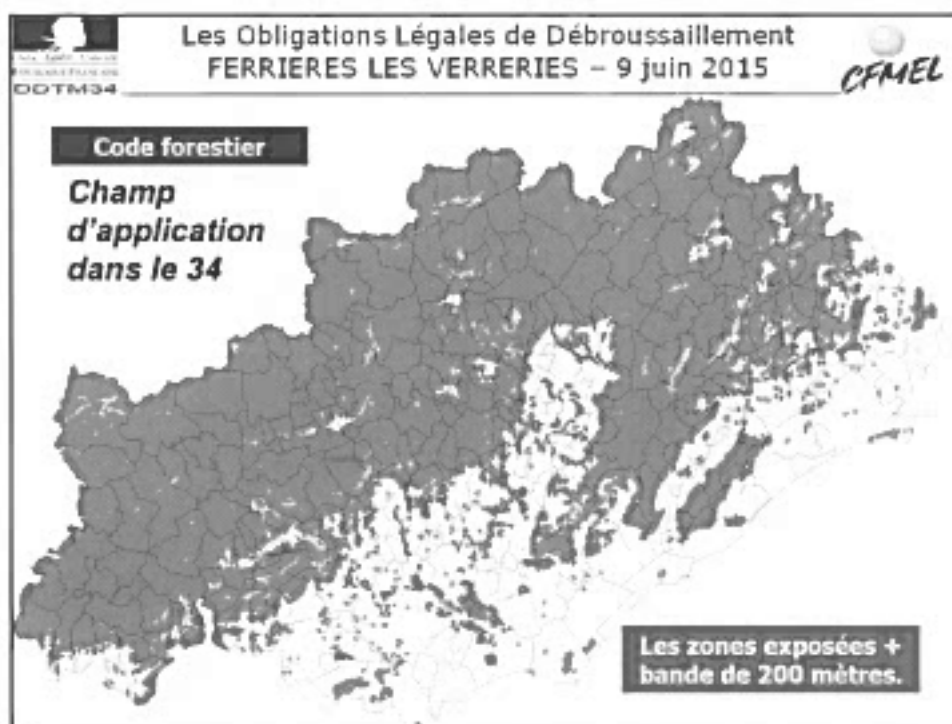 Les Obligations Légales de Débroussaillement
FERRIERES LES VERRERIES – 9 juin 2015
DDTM34
CFMEL
Code forestier
Champ
d'application
dans le 34
Les zones exposées +
bande de 200 mètres.